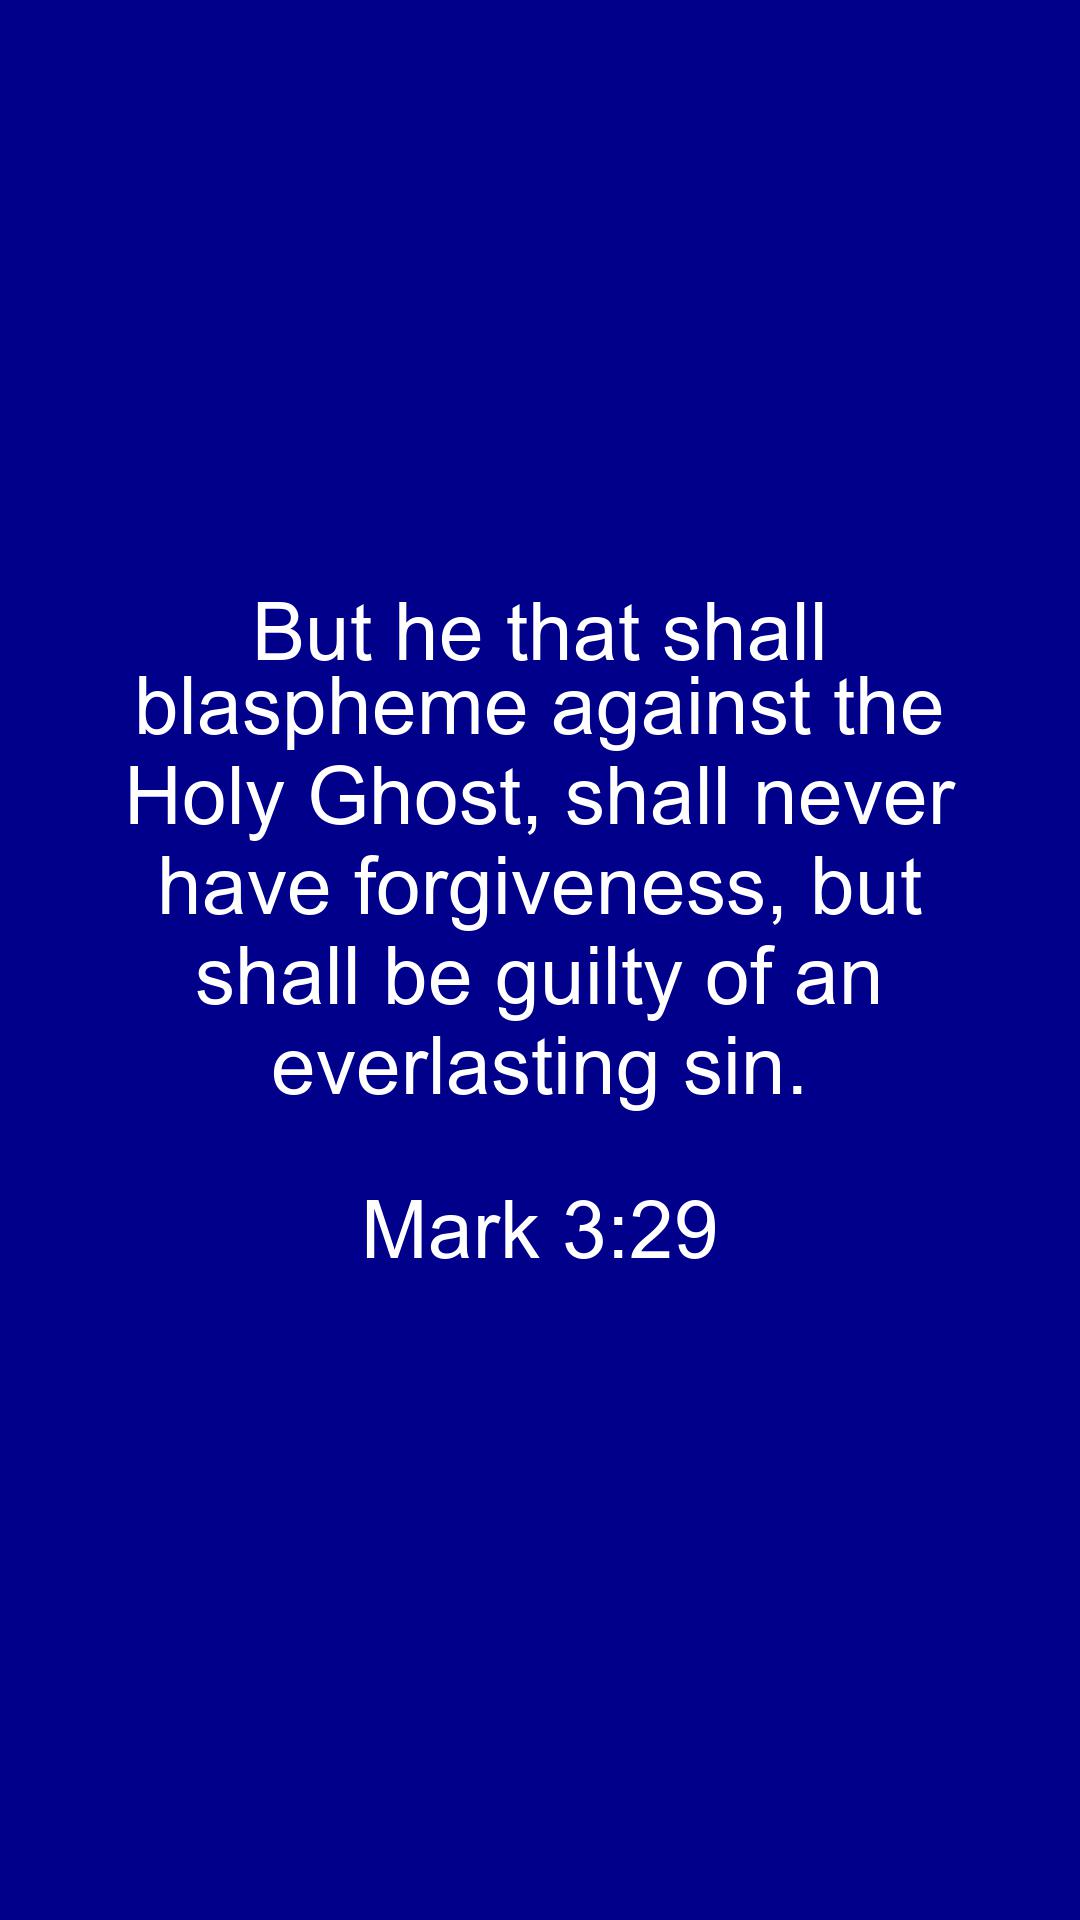 But he that shall
blaspheme against the
Holy Ghost, shall never
have forgiveness, but
shall be guilty of an
everlasting sin.
Mark 3:29